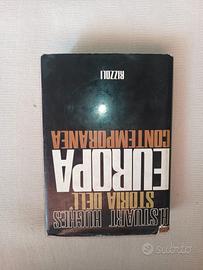 H.STUART HUGHES
STORIA DELL'
EUROPA
CONTEMPORANEA
RIZZOLI
subito